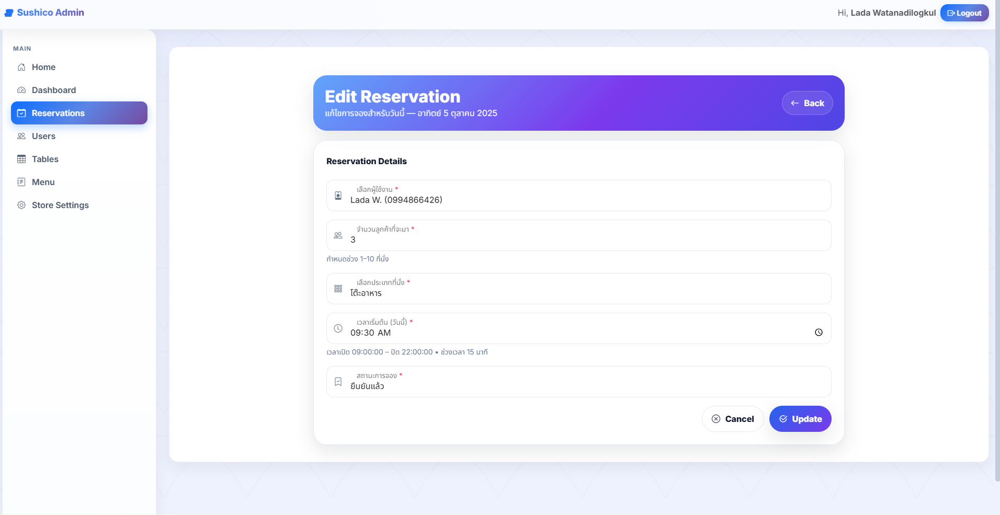 Sushico Admin
Hi, Lada Watanadilogkul
Logout
MAIN
Home
Dashboard
Reservations
Users
Tables
Menu
Store Settings
Edit Reservation
แก้ไขการจองสำหรับวันนี้ — อาทิตย์ 5 ตุลาคม 2025
Back
Reservation Details
เลือกผู้ใช้งาน *
Lada W. (0994866426)
จำนวนลูกค้าที่จะมา *
3
กำหนดช่วง 1–10 ที่นั่ง
เลือกประเภทที่นั่ง *
โต๊ะอาหาร
เวลาเริ่มต้น (วันนี้) *
09:30 AM
เวลาเปิด 09:00:00 – ปิด 22:00:00 • ช่วงเวลา 15 นาที
สถานะการจอง *
ยืนยันแล้ว
Cancel
Update